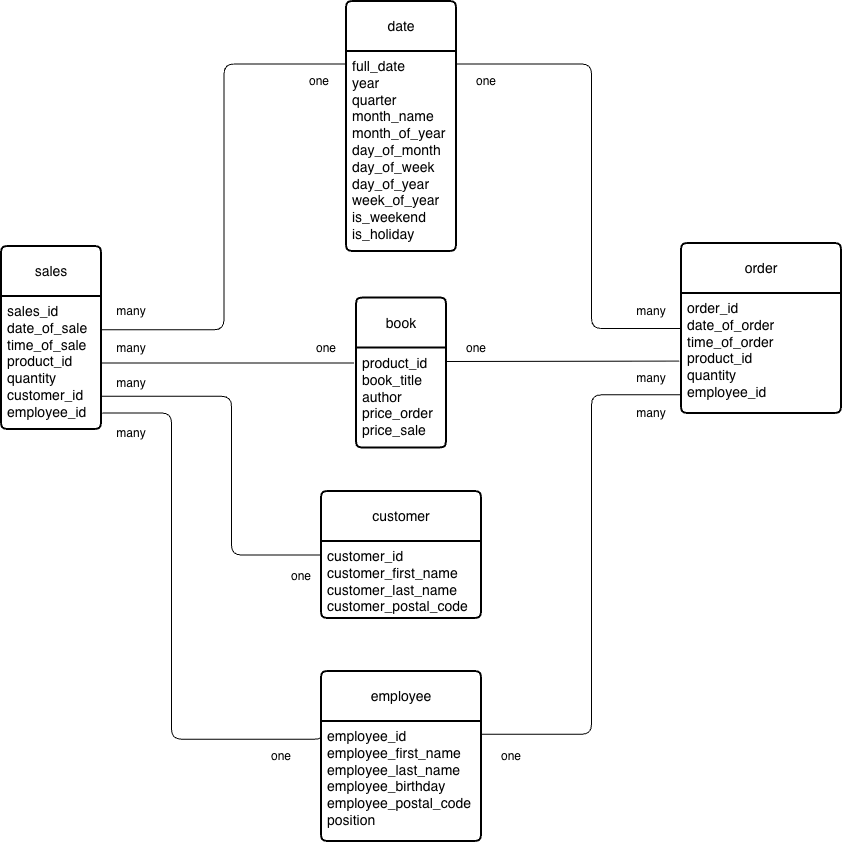 date
full_date
year
quarter
month_name
month_of_year
day_of_month
day_of_week
day_of_year
week_of_year
is_weekend
is_holiday
one
one
sales
sales_id
date_of_sale
time_of_sale
product_id
quantity
customer_id
employee_id
many
many
many
many
book
product_id
book_title
author
price_order
price_sale
one
one
order
order_id
date_of_order
time_of_order
product_id
quantity
employee_id
many
many
many
customer
customer_id
customer_first_name
customer_last_name
customer_postal_code
one
employee
employee_id
employee_first_name
employee_last_name
employee_birthday
employee_postal_code
position
one
one